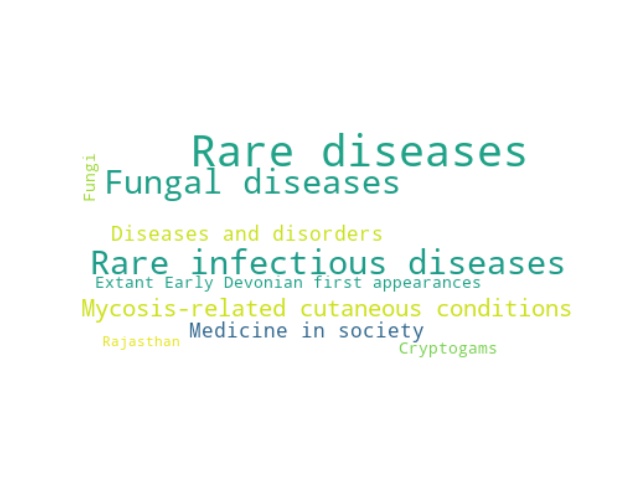 Rare diseases
Fungi
Fungal diseases
Diseases and disorders
Rare infectious diseases
Extant Early Devonian first appearances
Mycosis-related cutaneous conditions
Medicine in society
Rajasthan
Cryptogams